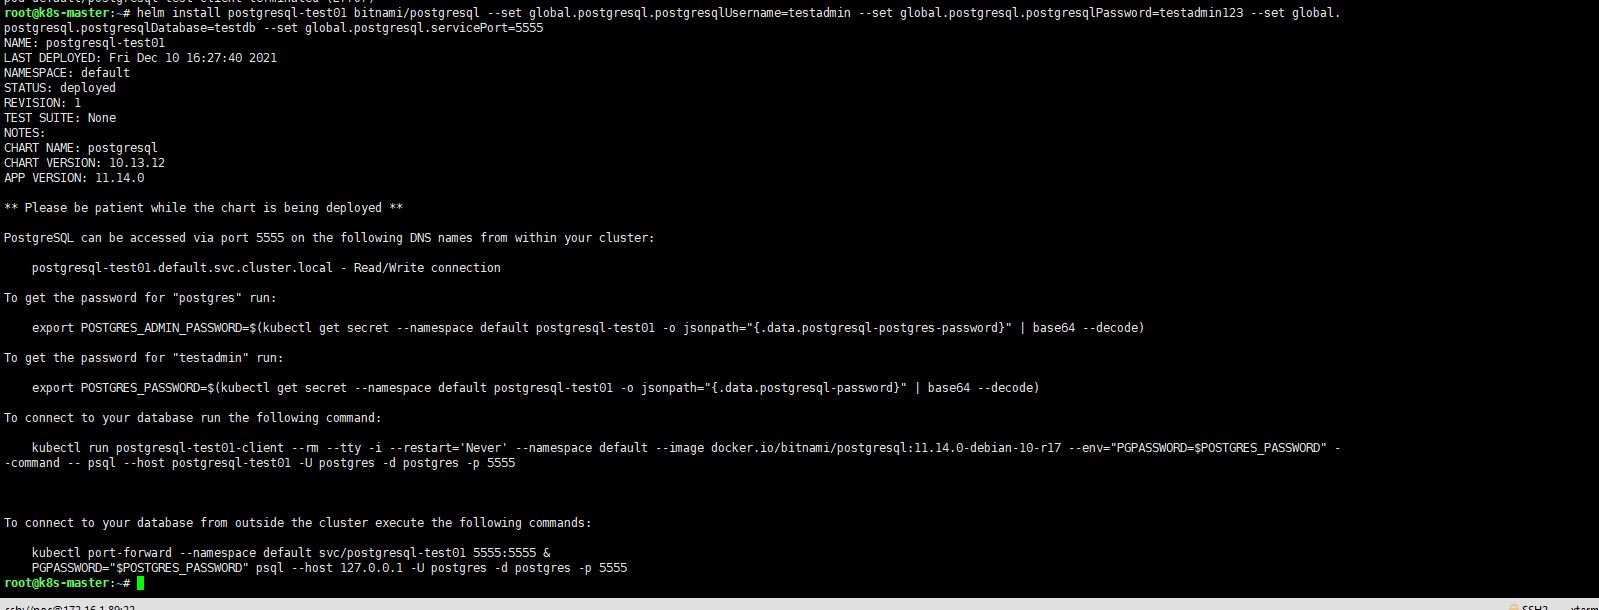 root@k8s-master:~# helm install postgresql-test01 bitnami/postgresql --set global.postgresql.postgresqlUsername=testadmin --set global.postgresql.postgresqlPassword=testadmin123 --set global.
postgresql.postgresqlDatabase=testdb --set global.postgresql.servicePort=5555
NAME: postgresql-test01
LAST DEPLOYED: Fri Dec 10 16:27:40 2021
NAMESPACE: default
STATUS: deployed
REVISION: 1
TEST SUITE: None
NOTES:
CHART NAME: postgresql
CHART VERSION: 10.13.12
APP VERSION: 11.14.0
** Please be patient while the chart is being deployed **
PostgreSQL can be accessed via port 5555 on the following DNS names from within your cluster:
postgresql-test01.default.svc.cluster.local - Read/Write connection
To get the password for "postgres" run:
export POSTGRES_ADMIN_PASSWORD=$(kubectl get secret --namespace default postgresql-test01 -o jsonpath="{.data.postgresql-postgres-password}" | base64 --decode)
To get the password for "testadmin" run:
export POSTGRES_PASSWORD=$(kubectl get secret --namespace default postgresql-test01 -o jsonpath="{.data.postgresql-password}" | base64 --decode)
To connect to your database run the following command:
kubectl run postgresql-test01-client --rm --tty -i --restart='Never' --namespace default --image docker.io/bitnami/postgresql:11.14.0-debian-10-r17 --env="PGPASSWORD=$POSTGRES_PASSWORD" -
-command -- psql --host postgresql-test01 -U postgres -d postgres -p 5555
To connect to your database from outside the cluster execute the following commands:
kubectl port-forward --namespace default svc/postgresql-test01 5555:5555 &
PGPASSWORD="$POSTGRES_PASSWORD" psql --host 127.0.0.1 -U postgres -d postgres -p 5555
root@k8s-master:~#
SSH2 xterm